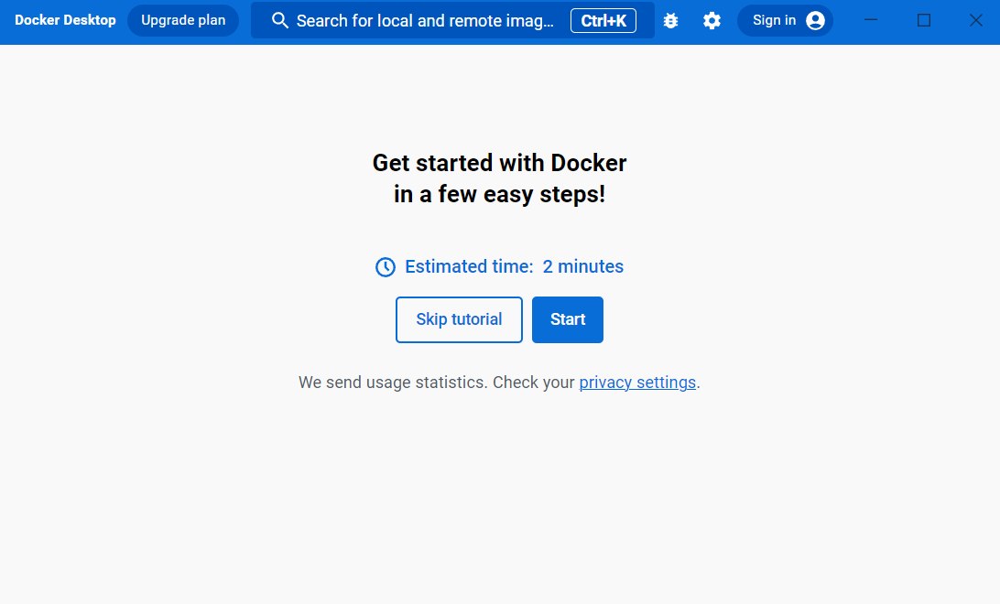 Docker Desktop Upgrade plan Search for local and remote imag... Ctrl+K Sign in
Get started with Docker
in a few easy steps!
Estimated time: 2 minutes
Skip tutorial Start
We send usage statistics. Check your privacy settings.